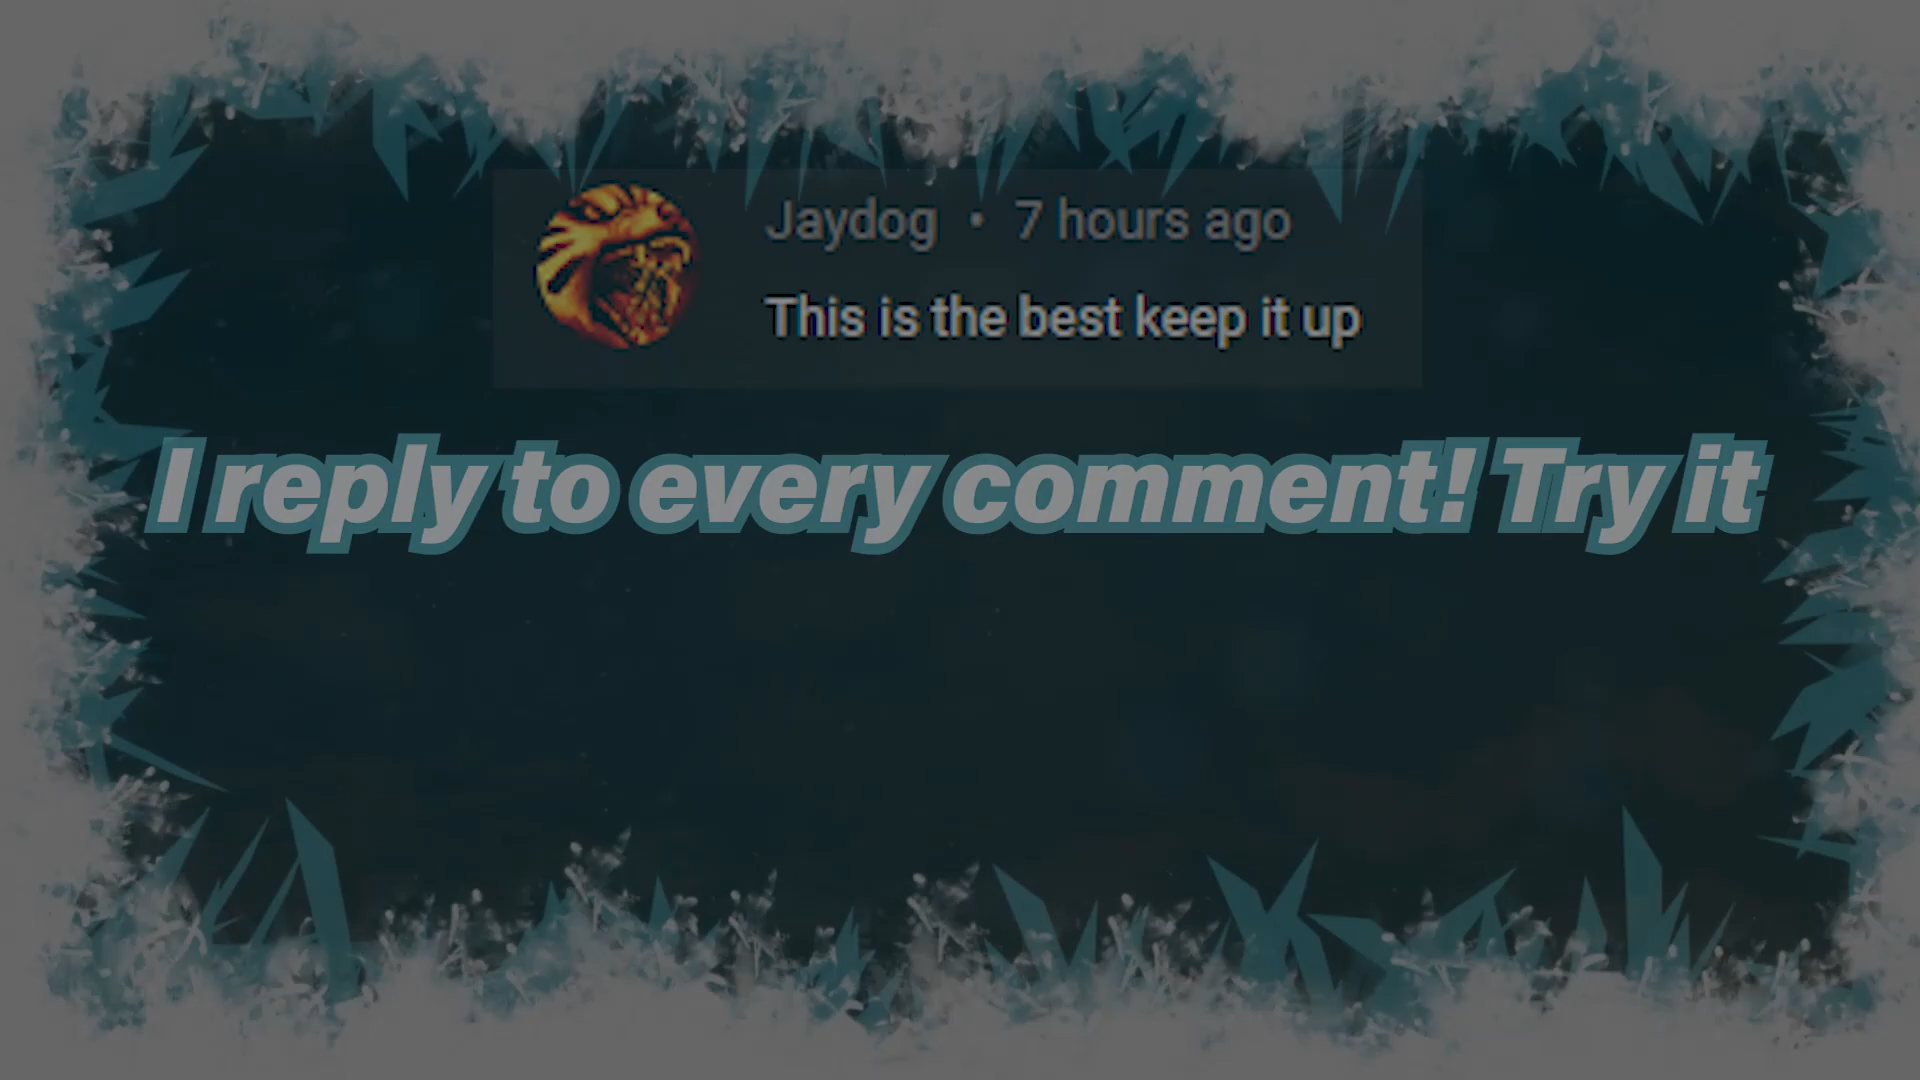 Jaydog • 7 hours ago
This is the best keep it up
I reply to every comment! Try it